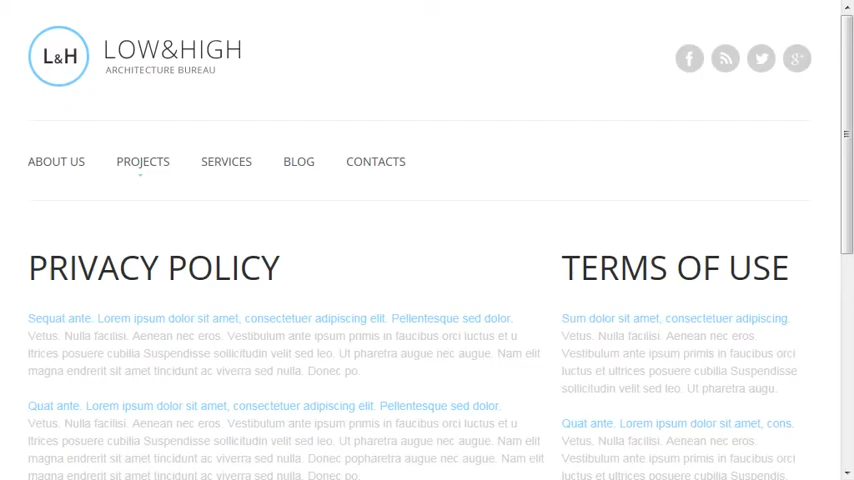 L&H
LOW&HIGH
ARCHITECTURE BUREAU
ABOUT US
PROJECTS
SERVICES
BLOG
CONTACTS
PRIVACY POLICY
Sequat ante. Lorem ipsum dolor sit amet, consectetuer adipiscing elit. Pellentesque sed dolor.
Vetus. Nulla facilisi. Aenean nec eros. Vestibulum ante ipsum primis in faucibus orci luctus et u
ltrices posuere cubilia Suspendisse sollicitudin velit sed leo. Ut pharetra augue nec augue. Nam elit
magna endrerit sit amet tincidunt ac viverra sed nulla. Donec po.
Quat ante. Lorem ipsum dolor sit amet, consectetuer adipiscing elit. Pellentesque sed dolor.
Vetus. Nulla facilisi. Aenean nec eros. Vestibulum ante ipsum primis in faucibus orci luctus et u
ltrices posuere cubilia Suspendisse sollicitudin velit sed leo. Ut pharetra augue nec augue. Nam elit
magna endrerit sit amet tincidunt ac viverra sed nulla. Donec popharetra augue nec augue. Nam elit
magna endrerit sit amet tincidunt ac viverra sed nulla.
TERMS OF USE
Sum dolor sit amet, consectetuer adipiscing.
Vetus. Nulla facilisi. Aenean nec eros.
Vestibulum ante ipsum primis in faucibus orci
luctus et ultrices posuere cubilia Suspendisse
sollicitudin velit sed leo. Ut pharetra augu.
Quat ante. Lorem ipsum dolor sit amet, cons.
Vetus. Nulla facilisi. Aenean nec eros.
Vestibulum ante ipsum primis in faucibus orci
luctus et ultrices posuere cubilia Suspendis.